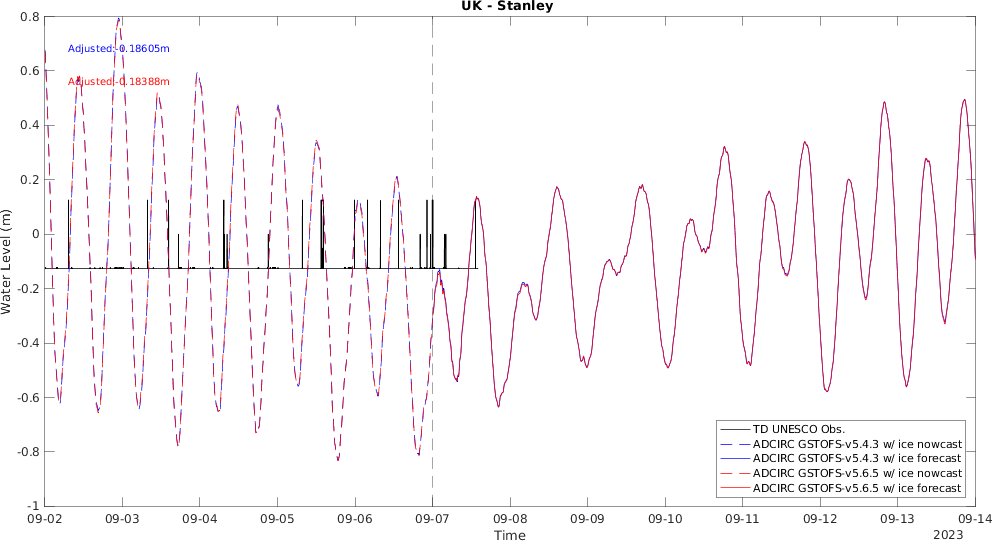 UK - Stanley
Adjusted:-0.18605m
Adjusted:-0.18388m
Water Level (m)
0.8
0.6
0.4
0.2
0
-0.2
-0.4
-0.6
-0.8
-1
TD UNESCO Obs.
ADCIRC GSTOFS-v5.4.3 w/ ice nowcast
ADCIRC GSTOFS-v5.4.3 w/ ice forecast
ADCIRC GSTOFS-v5.6.5 w/ ice nowcast
ADCIRC GSTOFS-v5.6.5 w/ ice forecast
09-02 09-03 09-04 09-05 09-06 09-07 09-08 09-09 09-10 09-11 09-12 09-13 09-14
Time
2023